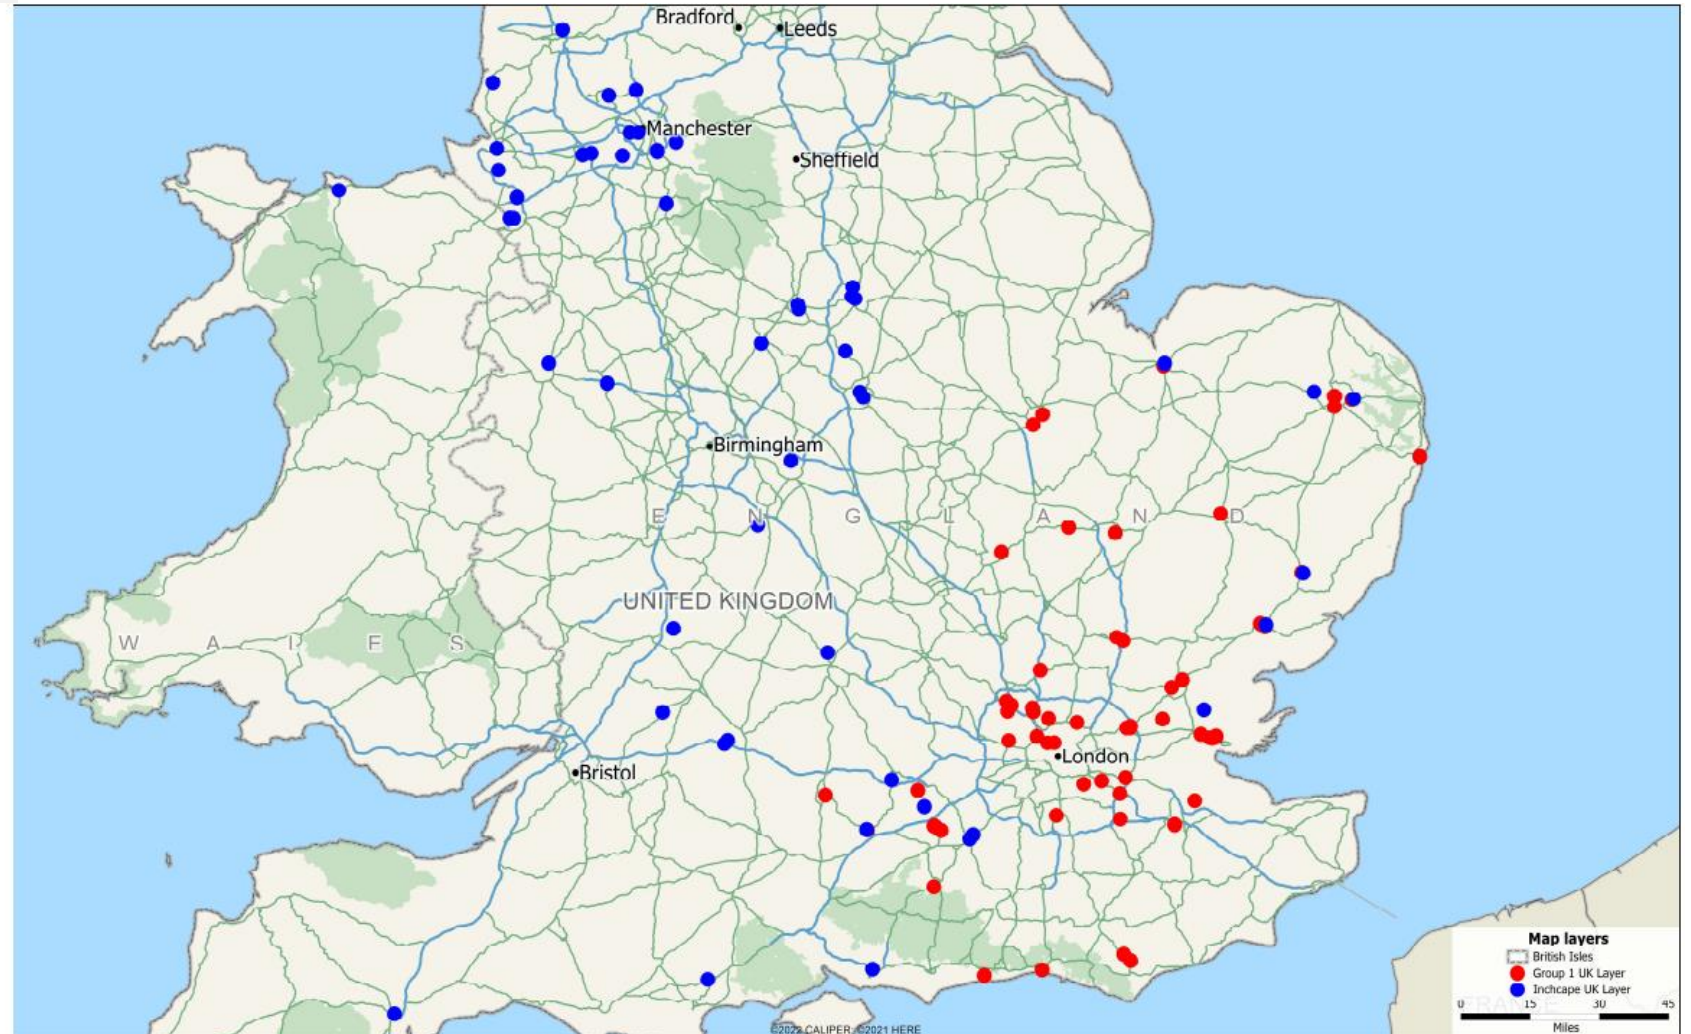 Bradford
Leeds
Manchester
Sheffield
Birmingham
E N G L A N D
UNITED KINGDOM
W A L E S
London
Bristol
Map layers
British Isles
Group 1 UK Layer
Inchcape UK Layer
FRANCE
0 15 30 45
Miles
©2022 CALIPER; ©2021 HERE